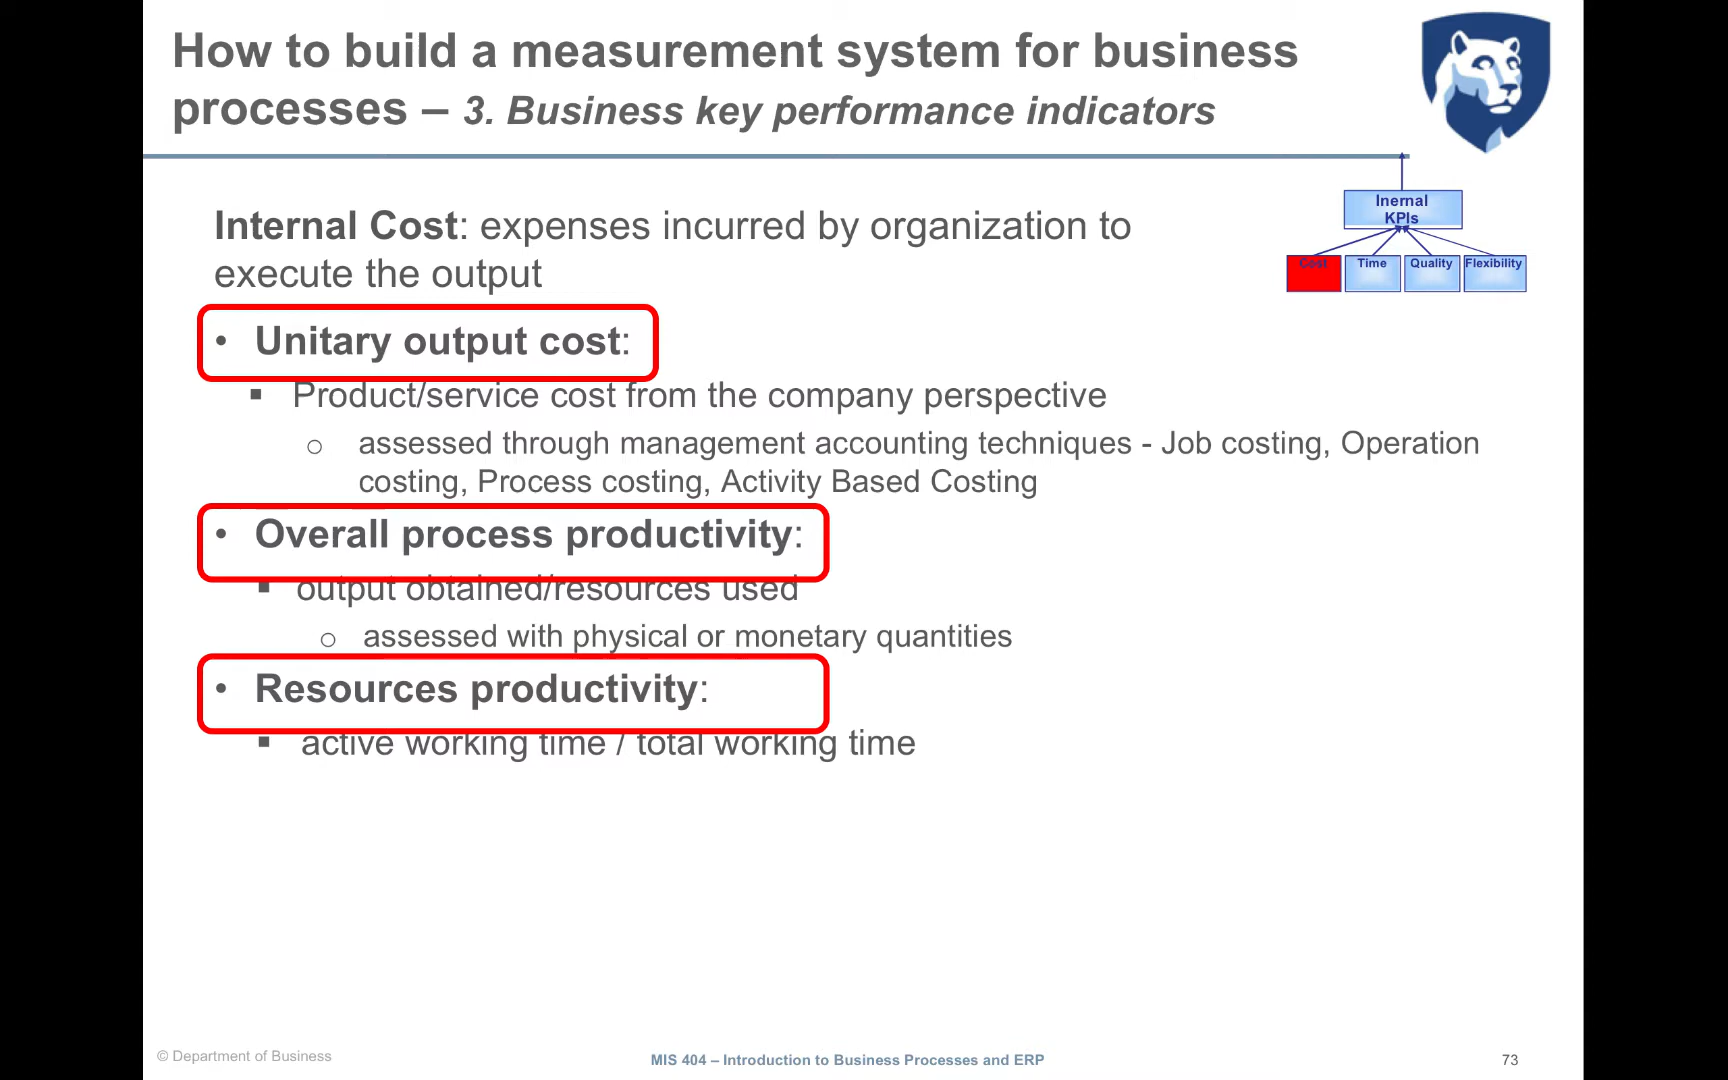 How to build a measurement system for business
processes – 3. Business key performance indicators
Inernal
KPIs
Cost Time Quality Flexibility
Internal Cost: expenses incurred by organization to
execute the output
• Unitary output cost:
▪ Product/service cost from the company perspective
o assessed through management accounting techniques - Job costing, Operation
costing, Process costing, Activity Based Costing
• Overall process productivity:
▪ output obtained/resources used
o assessed with physical or monetary quantities
• Resources productivity:
▪ active working time / total working time
© Department of Business
MIS 404 – Introduction to Business Processes and ERP
73